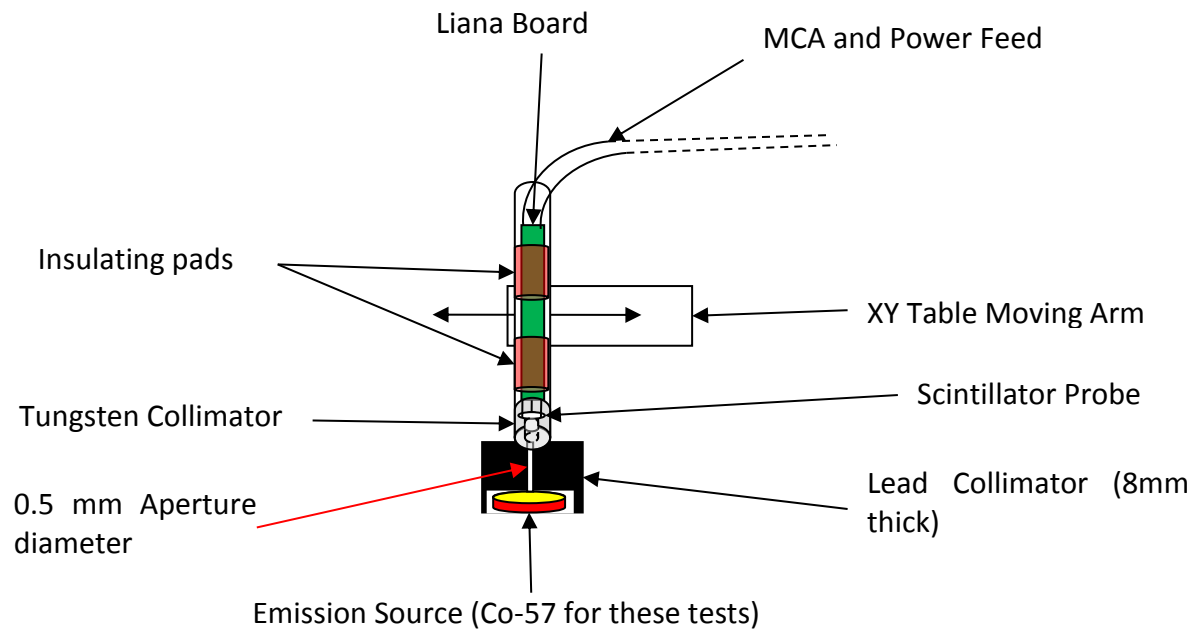 Liana Board
MCA and Power Feed
Insulating pads
XY Table Moving Arm
Scintillator Probe
Tungsten Collimator
0.5 mm Aperture
diameter
Lead Collimator (8mm
thick)
Emission Source (Co-57 for these tests)